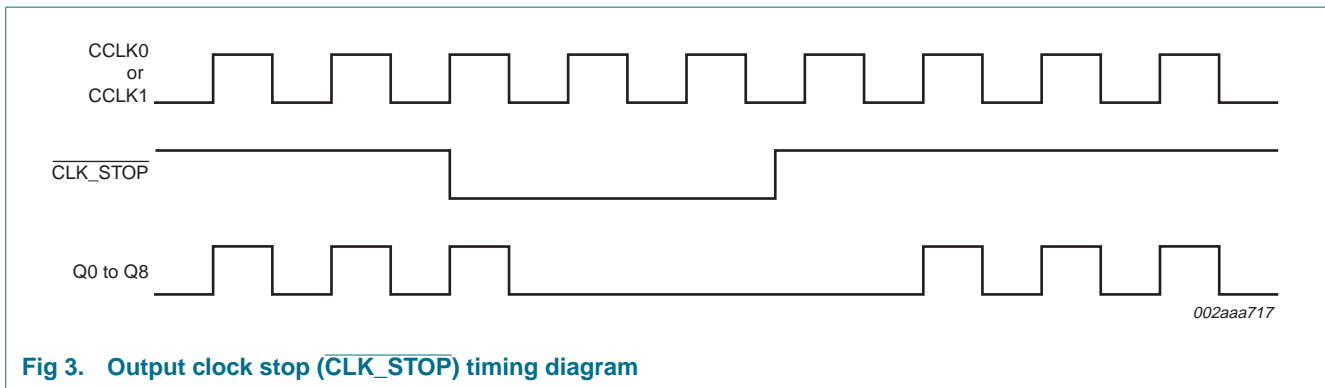 CCLK0
or
CCLK1
CLK_STOP
Q0 to Q8
002aaa717
Fig 3. Output clock stop (CLK_STOP) timing diagram